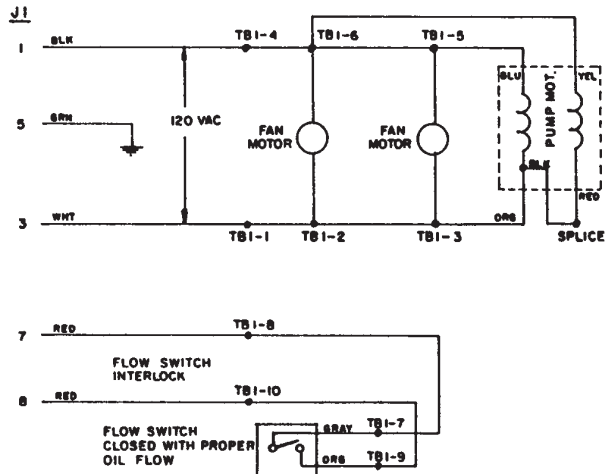 J1
1 BLK TB1-4 TB1-6 TB1-5
BLU YEL
5 GRN 120 VAC FAN MOTOR FAN MOTOR PUMP MOT.
BLK
RED
3 WHT ORG
TB1-1 TB1-2 TB1-3 SPLICE
7 RED TB1-8
FLOW SWITCH
INTERLOCK
8 RED TB1-10
FLOW SWITCH
CLOSED WITH PROPER
OIL FLOW
GRAY TB1-7
ORG TB1-9